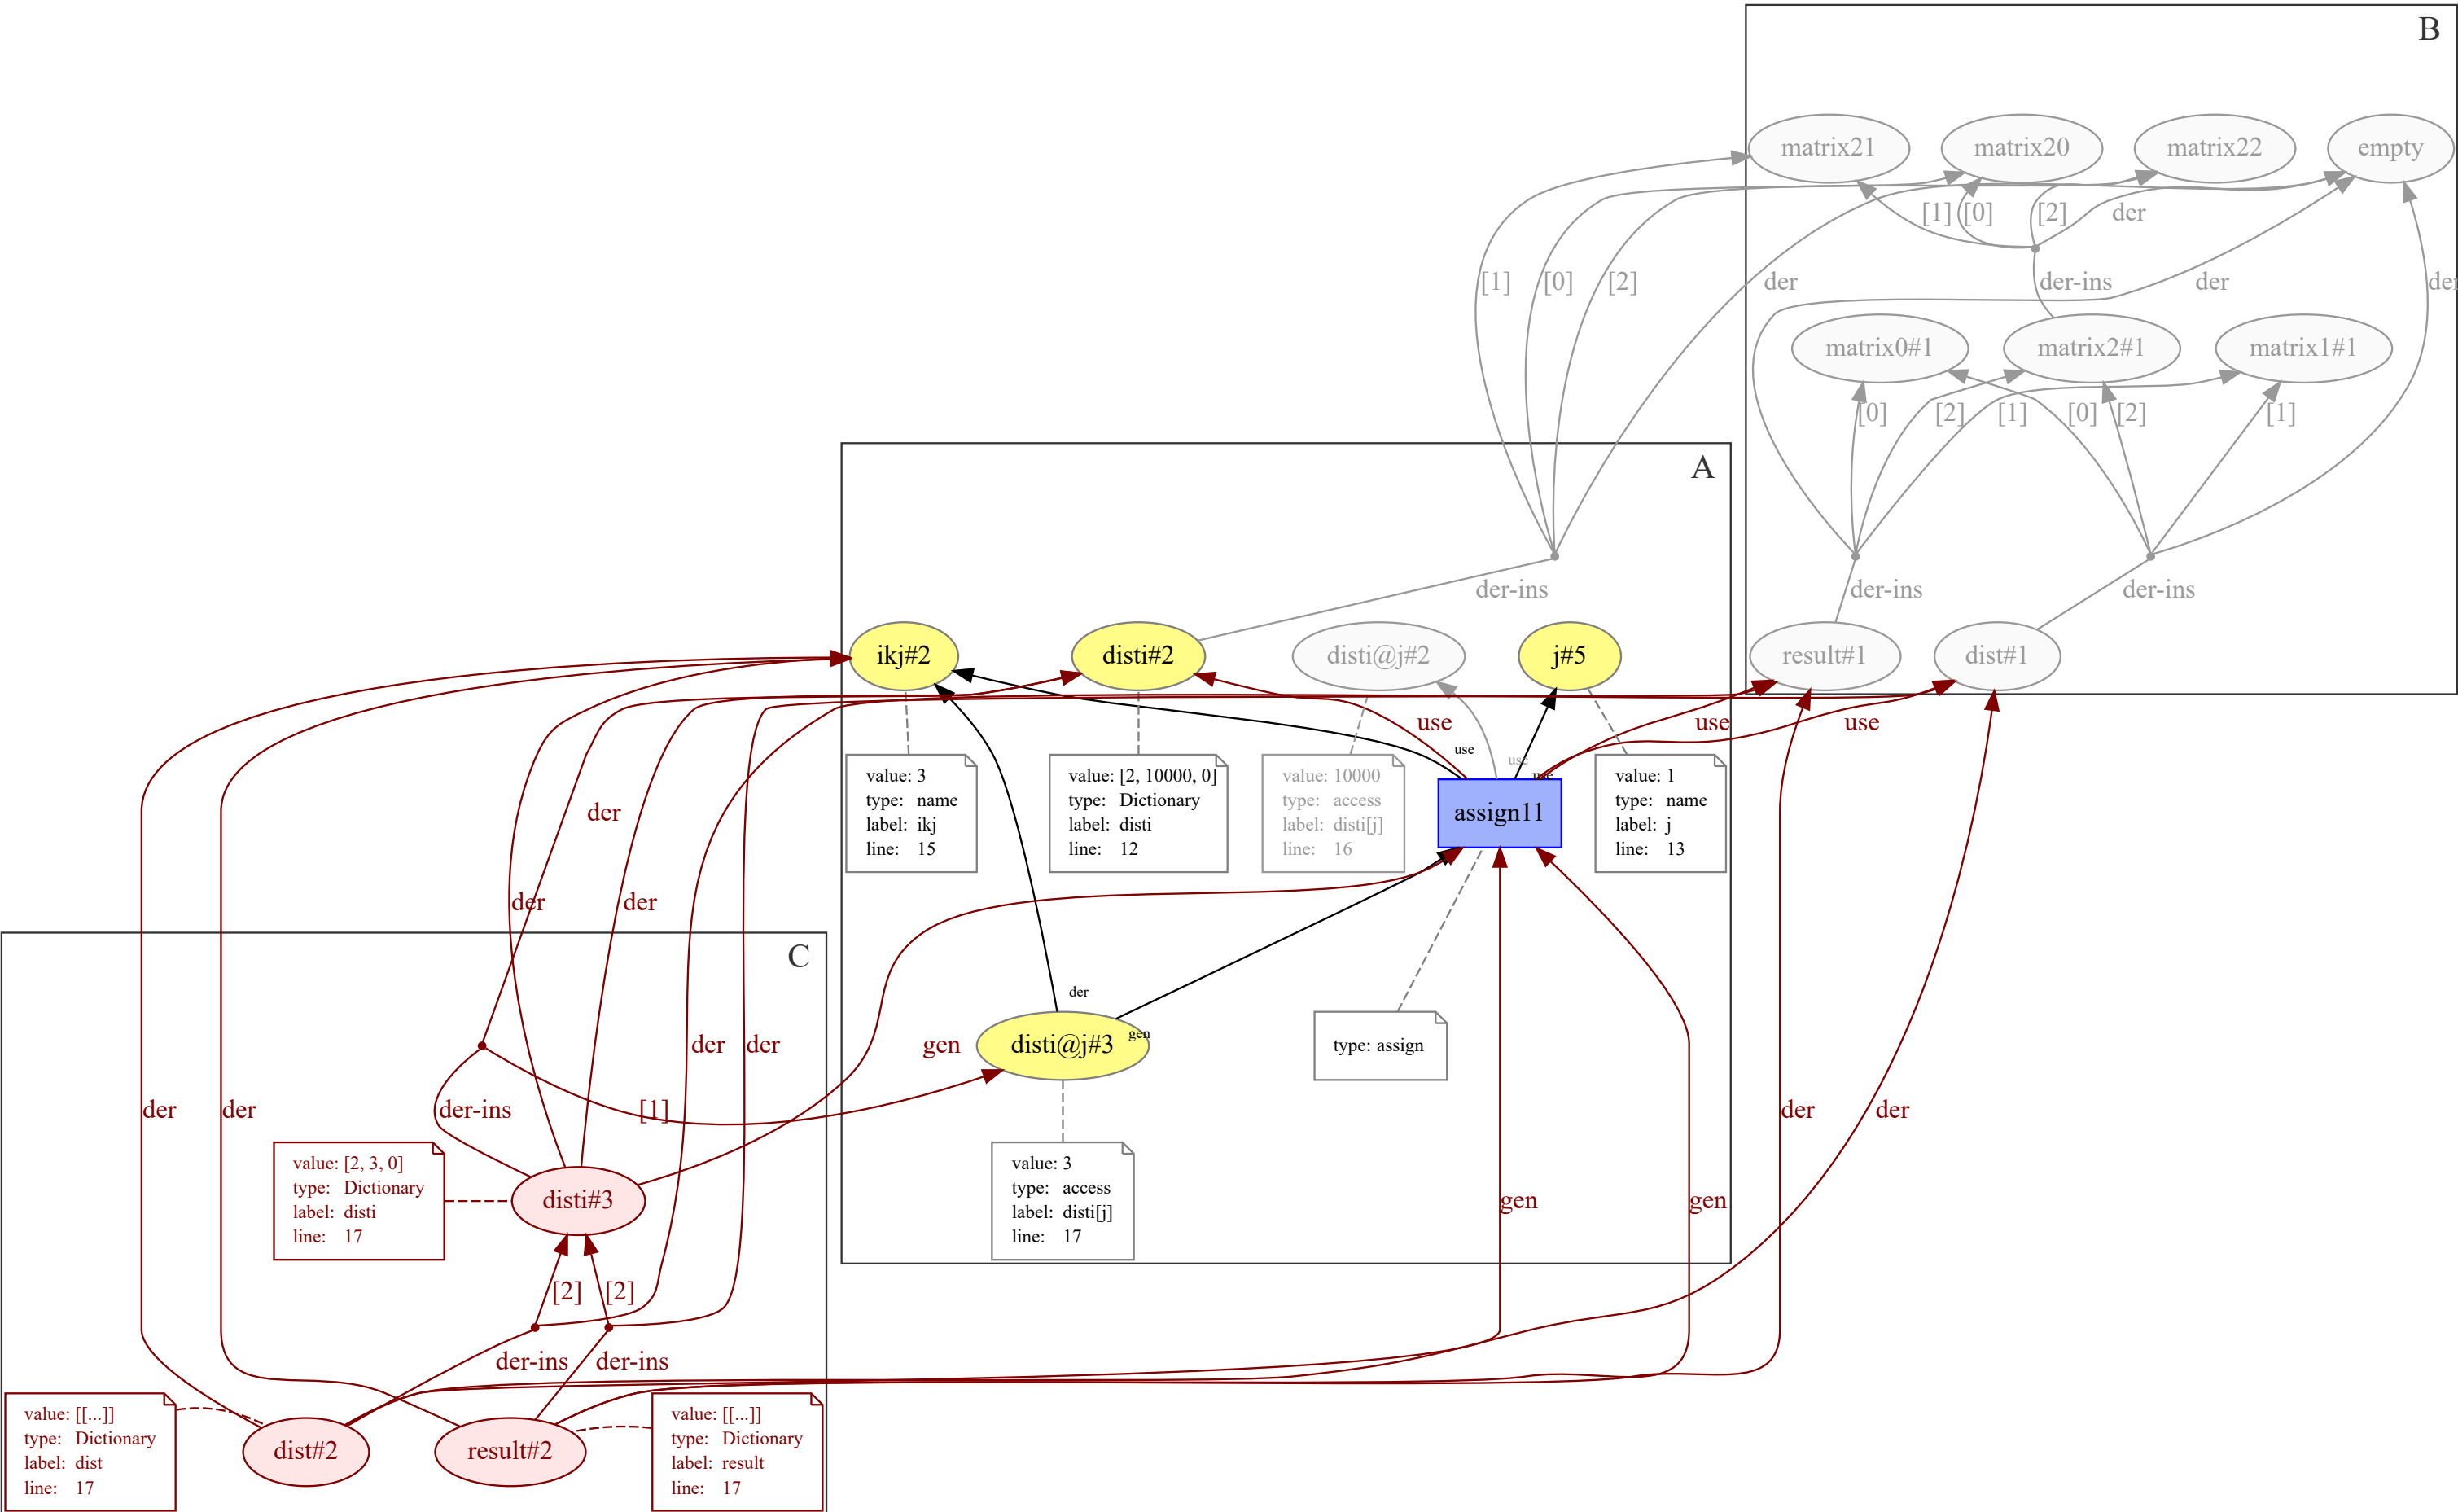 B
matrix21
matrix20
matrix22
empty
[1]
[0]
[2]
der
[1]
[0]
[2]
der
der-ins
der
der
matrix0#1
matrix2#1
matrix1#1
[0]
[2]
[1]
[0]
[2]
[1]
A
der-ins
der-ins
der-ins
ikj#2
disti#2
disti@j#2
j#5
result#1
dist#1
use
use
use
use
use
use
value: 3
type: name
label: ikj
line: 15
value: [2, 10000, 0]
type: Dictionary
label: disti
line: 12
value: 10000
type: access
label: disti[j]
line: 16
assign11
value: 1
type: name
label: j
line: 13
der
der
der
C
der
gen
disti@j#3
gen
type: assign
der
der
der
der
der-ins
[1]
der
der
value: [2, 3, 0]
type: Dictionary
label: disti
line: 17
disti#3
value: 3
type: access
label: disti[j]
line: 17
gen
gen
[2]
[2]
der-ins
der-ins
value: [[...]]
type: Dictionary
label: dist
line: 17
dist#2
result#2
value: [[...]]
type: Dictionary
label: result
line: 17